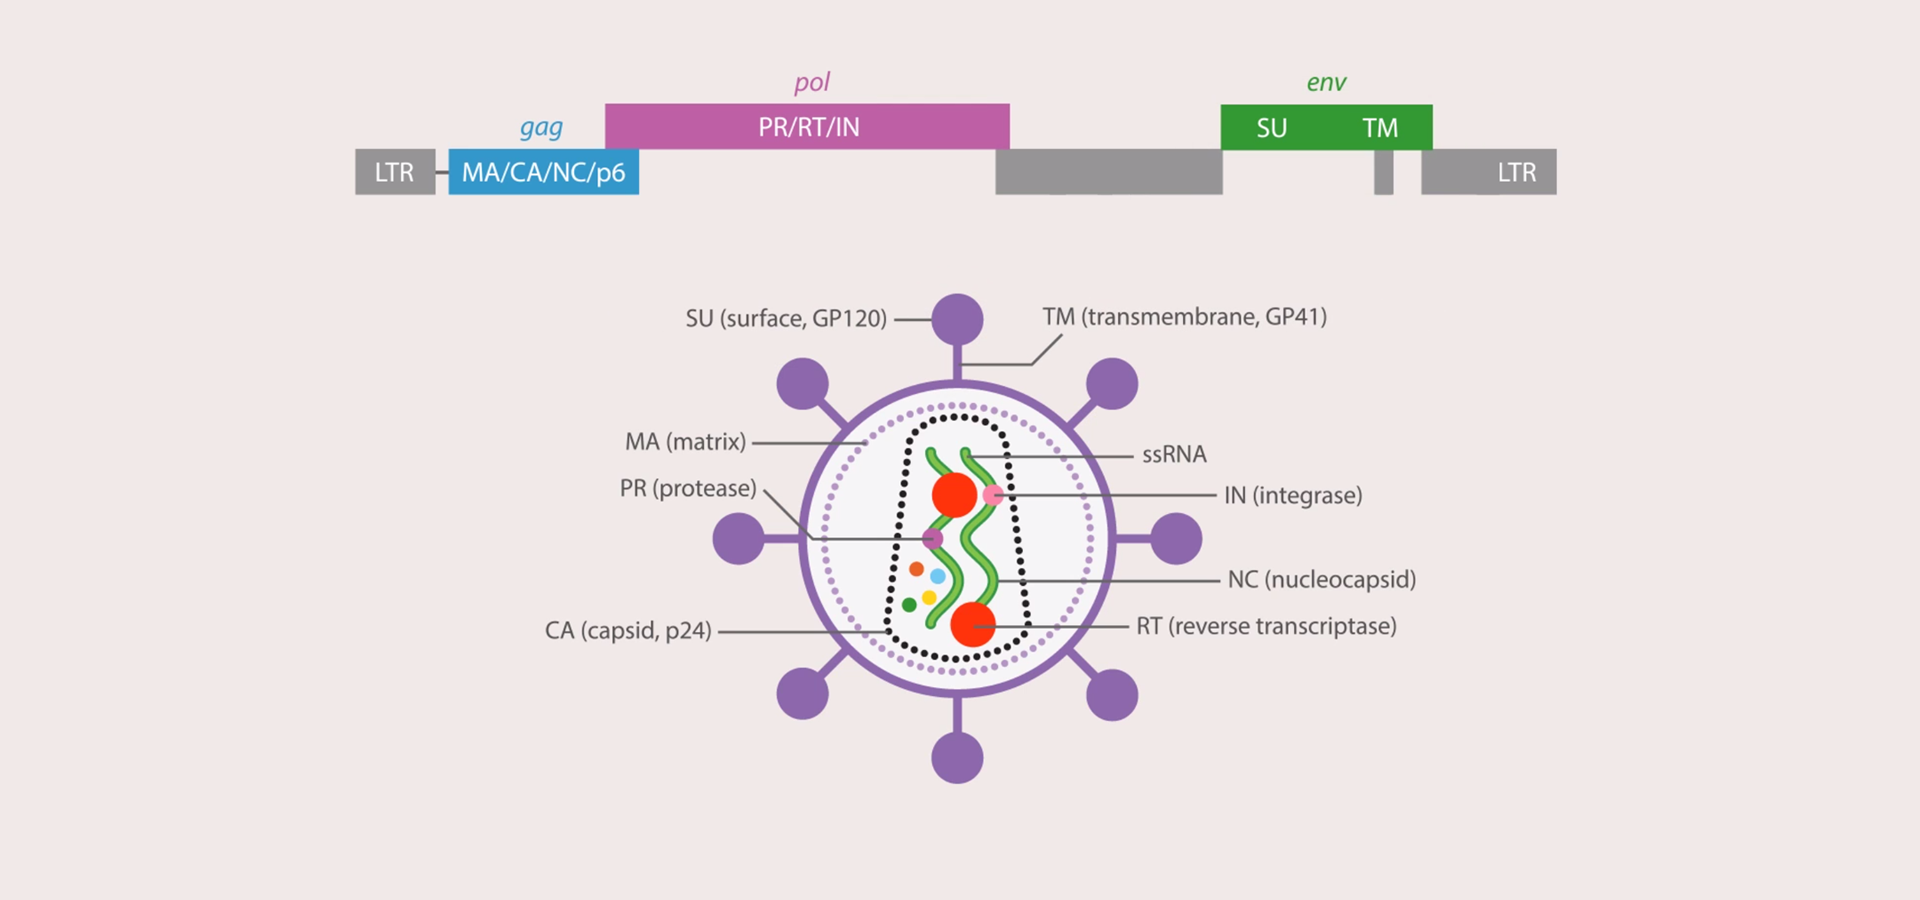 pol
env
gag
PR/RT/IN
SU TM
LTR
MA/CA/NC/p6
LTR
SU (surface, GP120)
TM (transmembrane, GP41)
MA (matrix)
ssRNA
PR (protease)
IN (integrase)
NC (nucleocapsid)
CA (capsid, p24)
RT (reverse transcriptase)